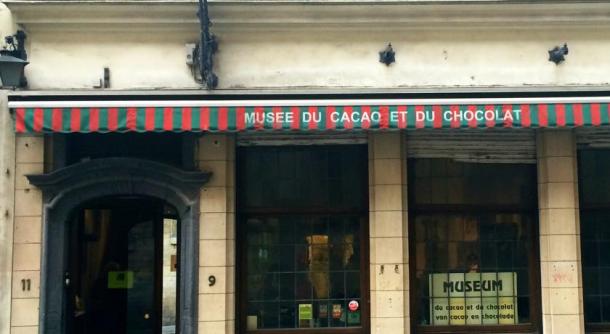 MUSEE DU CACAO ET DU CHOCOLAT
11
9
MUSEUM
du cacao et du chocolat
van cacao en chocolade